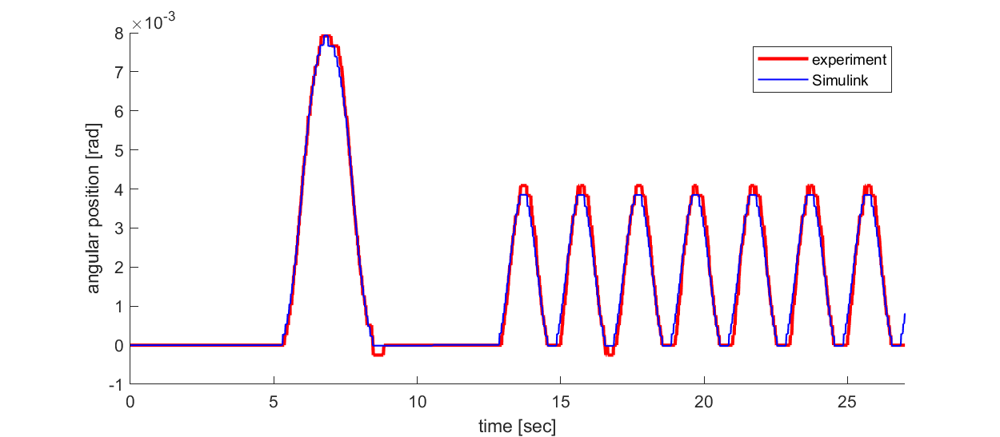 ×10-3
8
7
6
5
4
3
2
1
0
-1
angular position [rad]
experiment
Simulink
0 5 10 15 20 25
time [sec]